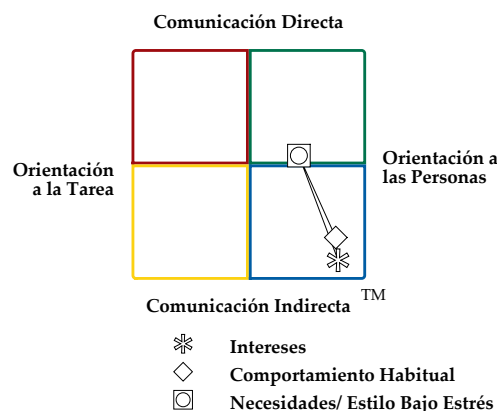 Comunicación Directa
Orientación
a la Tarea
Orientación a
las Personas
Comunicación Indirecta TM
Intereses
Comportamiento Habitual
Necesidades/ Estilo Bajo Estrés